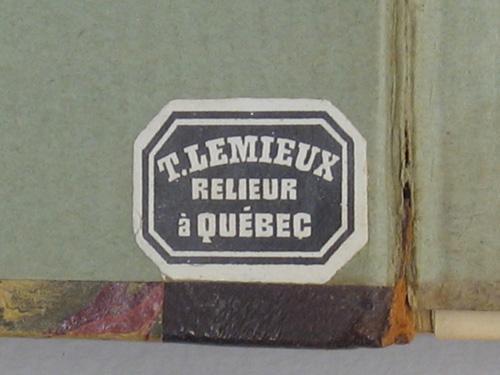 T. LEMIEUX
RELIEUR
à QUÉBEC